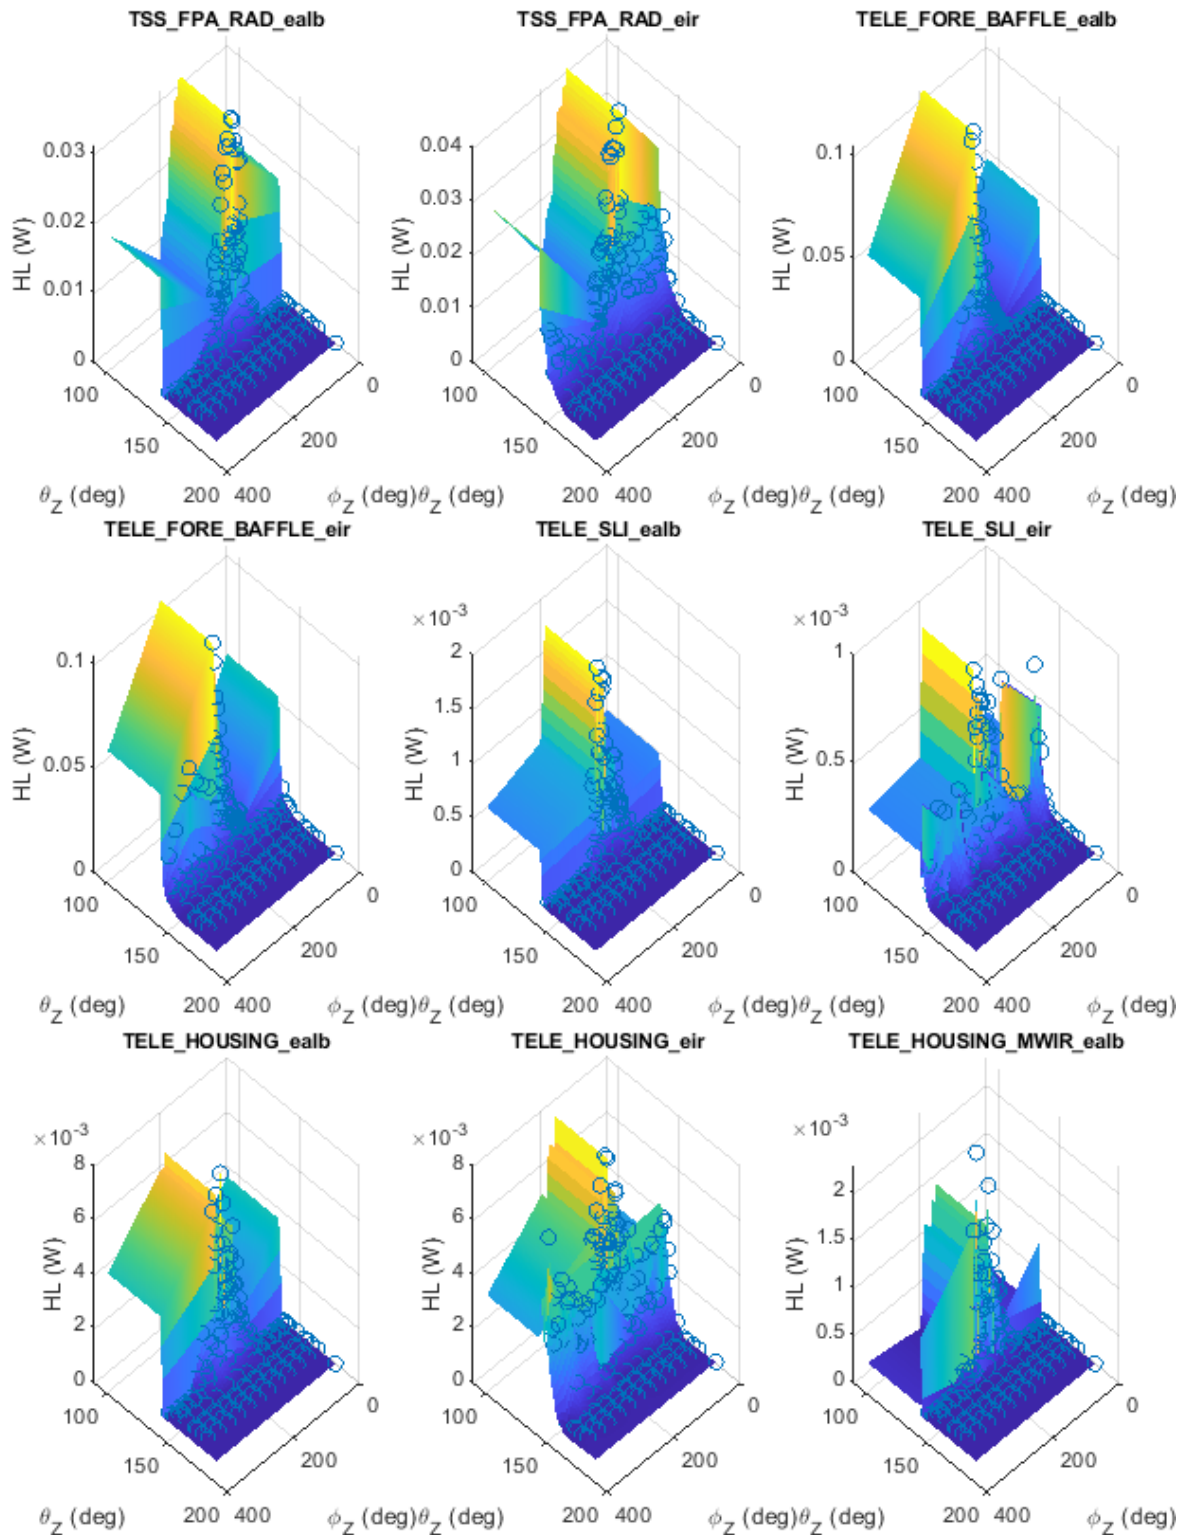 TSS_FPA_RAD_ealb
HL (W)
0.03
0.02
0.01
0
100
150
200
400
200
0
θZ (deg)
ϕZ (deg)
TSS_FPA_RAD_eir
HL (W)
0.04
0.03
0.02
0.01
0
100
150
200
400
200
0
θZ (deg)
ϕZ (deg)
TELE_FORE_BAFFLE_ealb
HL (W)
0.1
0.05
0
100
150
200
400
200
0
θZ (deg)
ϕZ (deg)
TELE_FORE_BAFFLE_eir
HL (W)
0.1
0.05
0
100
150
200
400
200
0
θZ (deg)
ϕZ (deg)
TELE_SLI_ealb
×10-3
HL (W)
2
1.5
1
0.5
0
100
150
200
400
200
0
θZ (deg)
ϕZ (deg)
TELE_SLI_eir
×10-3
HL (W)
1
0.5
0
100
150
200
400
200
0
θZ (deg)
ϕZ (deg)
TELE_HOUSING_ealb
×10-3
HL (W)
8
6
4
2
0
100
150
200
400
200
0
θZ (deg)
ϕZ (deg)
TELE_HOUSING_eir
×10-3
HL (W)
8
6
4
2
0
100
150
200
400
200
0
θZ (deg)
ϕZ (deg)
TELE_HOUSING_MWIR_ealb
×10-3
HL (W)
2
1.5
1
0.5
0
100
150
200
400
200
0
θZ (deg)
ϕZ (deg)